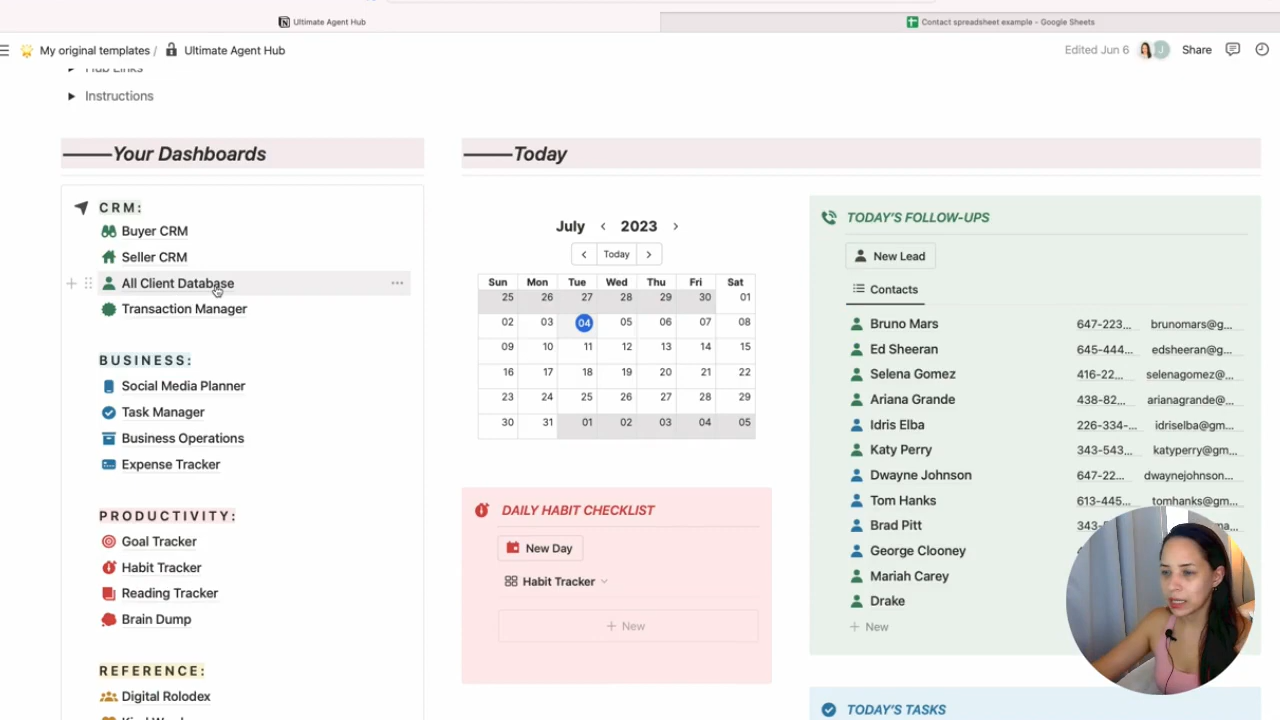 Ultimate Agent Hub
Contact spreadsheet example - Google Sheets
My original templates / Ultimate Agent Hub
Edited Jun 6
Share
Hub Links
Instructions
Your Dashboards
CRM:
Buyer CRM
Seller CRM
All Client Database
Transaction Manager
BUSINESS:
Social Media Planner
Task Manager
Business Operations
Expense Tracker
PRODUCTIVITY:
Goal Tracker
Habit Tracker
Reading Tracker
Brain Dump
REFERENCE:
Digital Rolodex
Today
July 2023
Today
Sun Mon Tue Wed Thu Fri Sat
25 26 27 28 29 30 01
02 03 04 05 06 07 08
09 10 11 12 13 14 15
16 17 18 19 20 21 22
23 24 25 26 27 28 29
30 31 01 02 03 04 05
DAILY HABIT CHECKLIST
New Day
Habit Tracker
+ New
TODAY'S FOLLOW-UPS
New Lead
Contacts
Bruno Mars 647-223... brunomars@g...
Ed Sheeran 645-444... edsheeran@g...
Selena Gomez 416-22... selenagomez@...
Ariana Grande 438-82... arianagrande@...
Idris Elba 226-334-... idriselba@gm...
Katy Perry 343-543... katyperry@gm...
Dwayne Johnson 647-22... dwaynejohnson...
Tom Hanks 613-445... tomhanks@gm...
Brad Pitt
George Clooney
Mariah Carey
Drake
+ New
TODAY'S TASKS